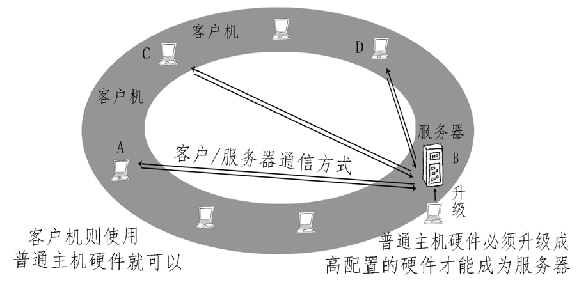 客户机
C
D
客户机
服务器
A
B
客户/服务器通信方式
升级
客户机则使用
普通主机硬件就可以
普通主机硬件必须升级成
高配置的硬件才能成为服务器